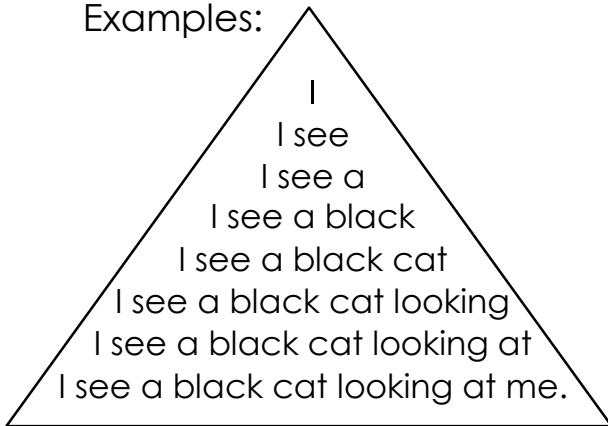 Examples:
I
I see
I see a
I see a black
I see a black cat
I see a black cat looking
I see a black cat looking at
I see a black cat looking at me.